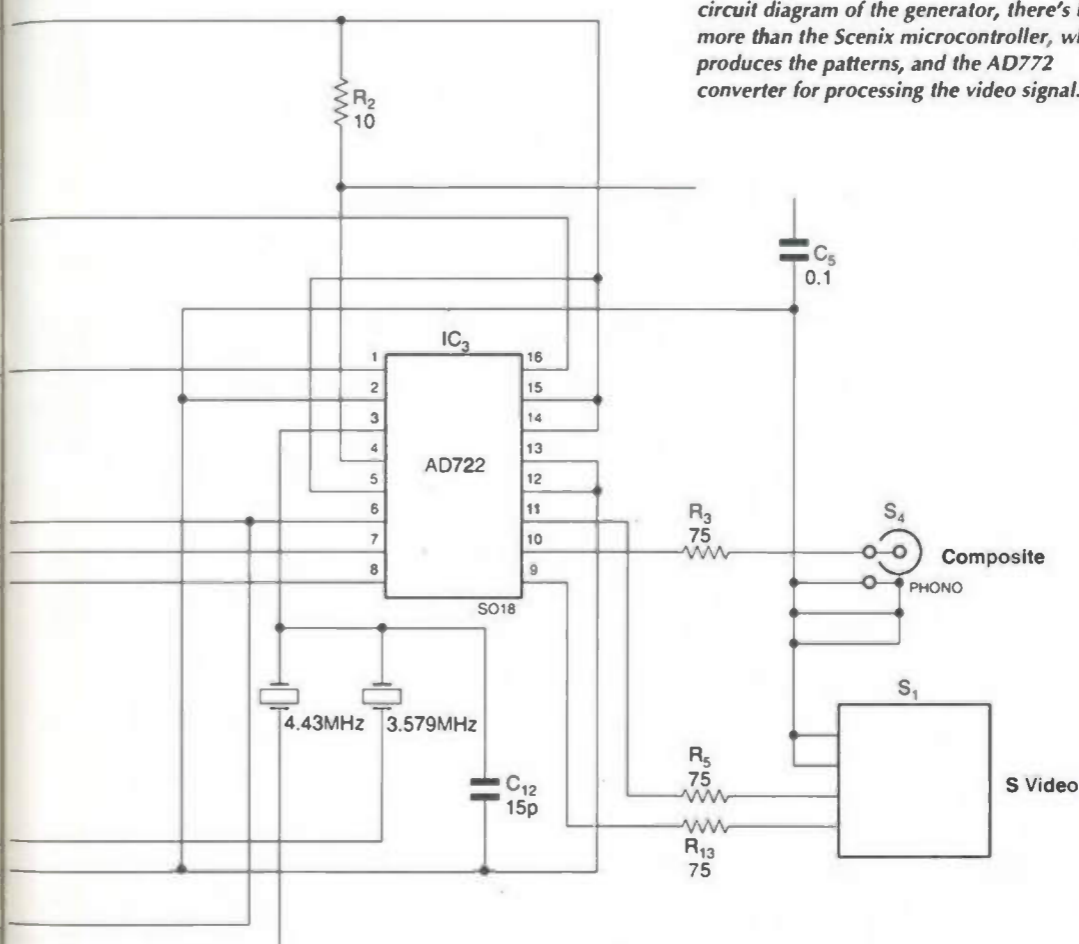 circuit diagram of the generator, there's
more than the Scenix microcontroller,
produces the patterns, and the AD772
converter for processing the video signal.
R2
10
C5
0.1
IC3
1
16
2
15
3
14
4
13
AD722
5
12
6
11
7
10
8
9
SO18
R3
75
S4
Composite
PHONO
4.43MHz
3.579MHz
C12
15p
S1
R5
75
S Video
R13
75